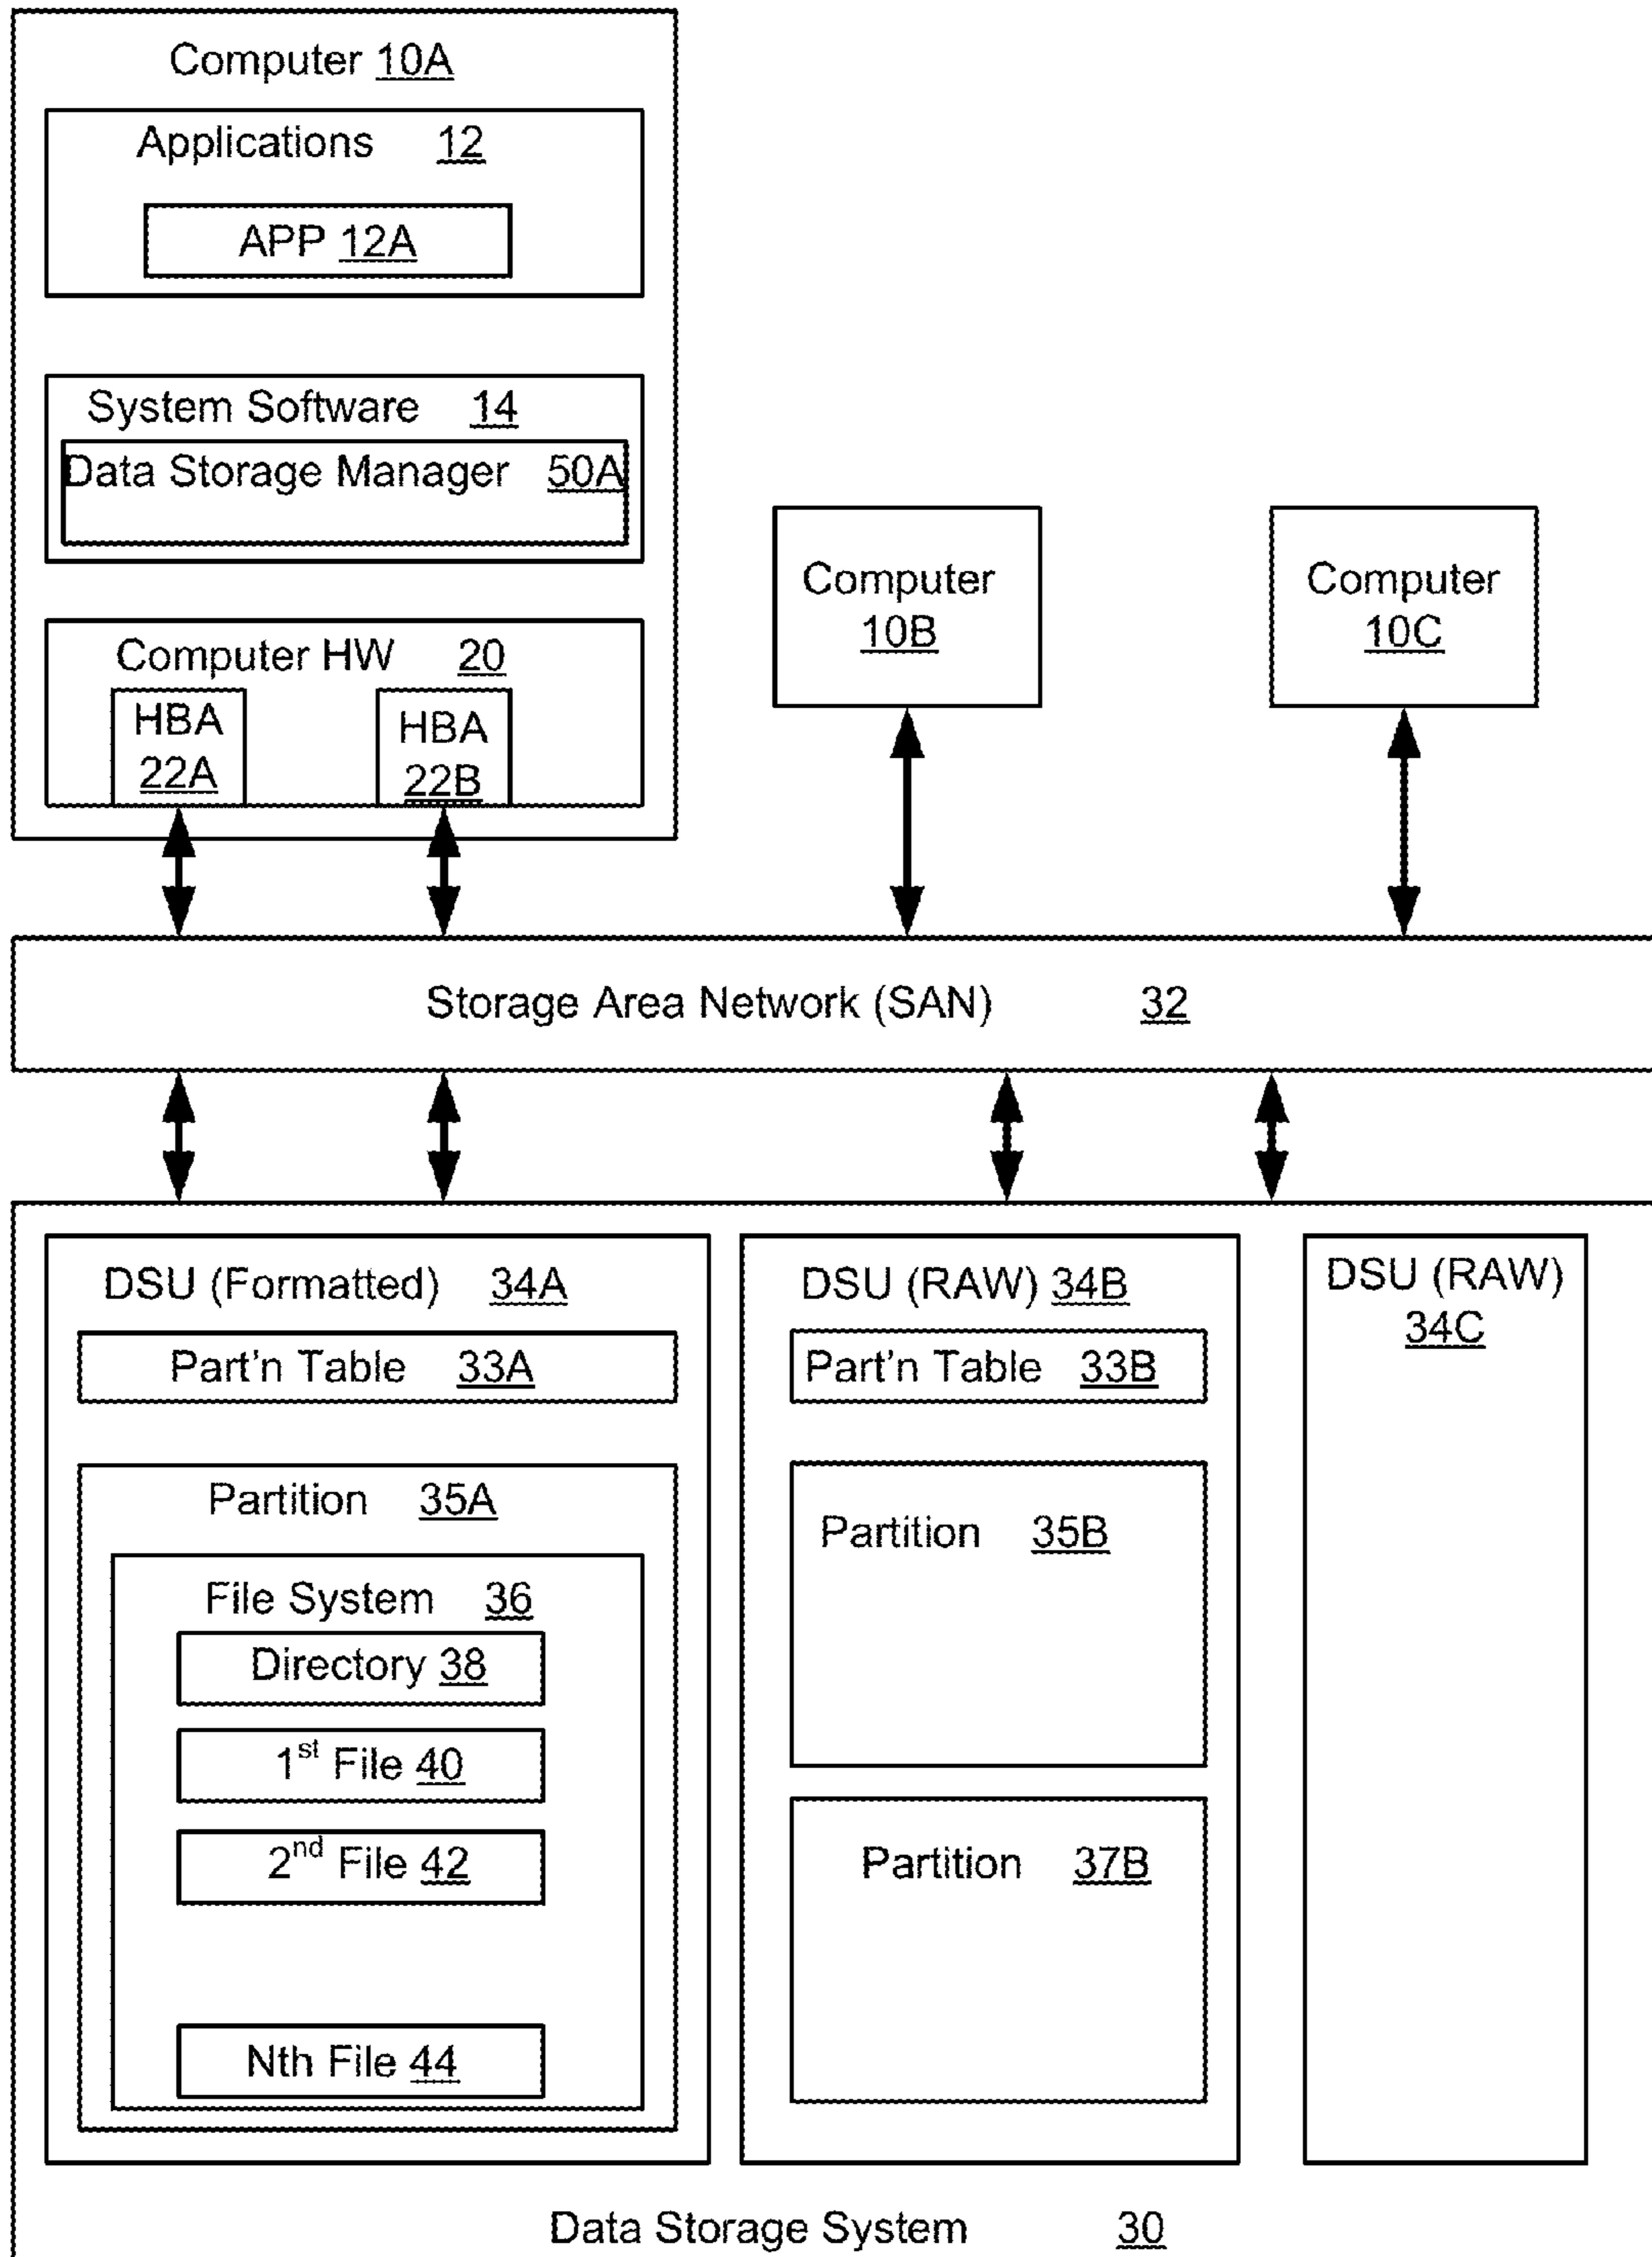 Computer 10A
Applications 12
APP 12A
System Software 14
Data Storage Manager 50A
Computer HW 20
HBA
22A
HBA
22B
Computer
10B
Computer
10C
Storage Area Network (SAN) 32
DSU (Formatted) 34A
Part'n Table 33A
Partition 35A
File System 36
Directory 38
1st File 40
2nd File 42
Nth File 44
DSU (RAW) 34B
Part'n Table 33B
Partition 35B
Partition 37B
DSU (RAW)
34C
Data Storage System 30